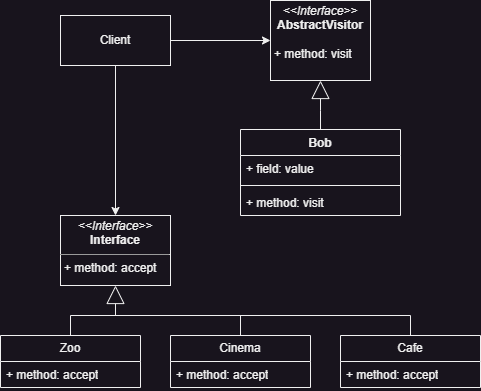 Client
<<Interface>>
AbstractVisitor
+ method: visit
Bob
+ field: value
+ method: visit
<<Interface>>
Interface
+ method: accept
Zoo
+ method: accept
Cinema
+ method: accept
Cafe
+ method: accept